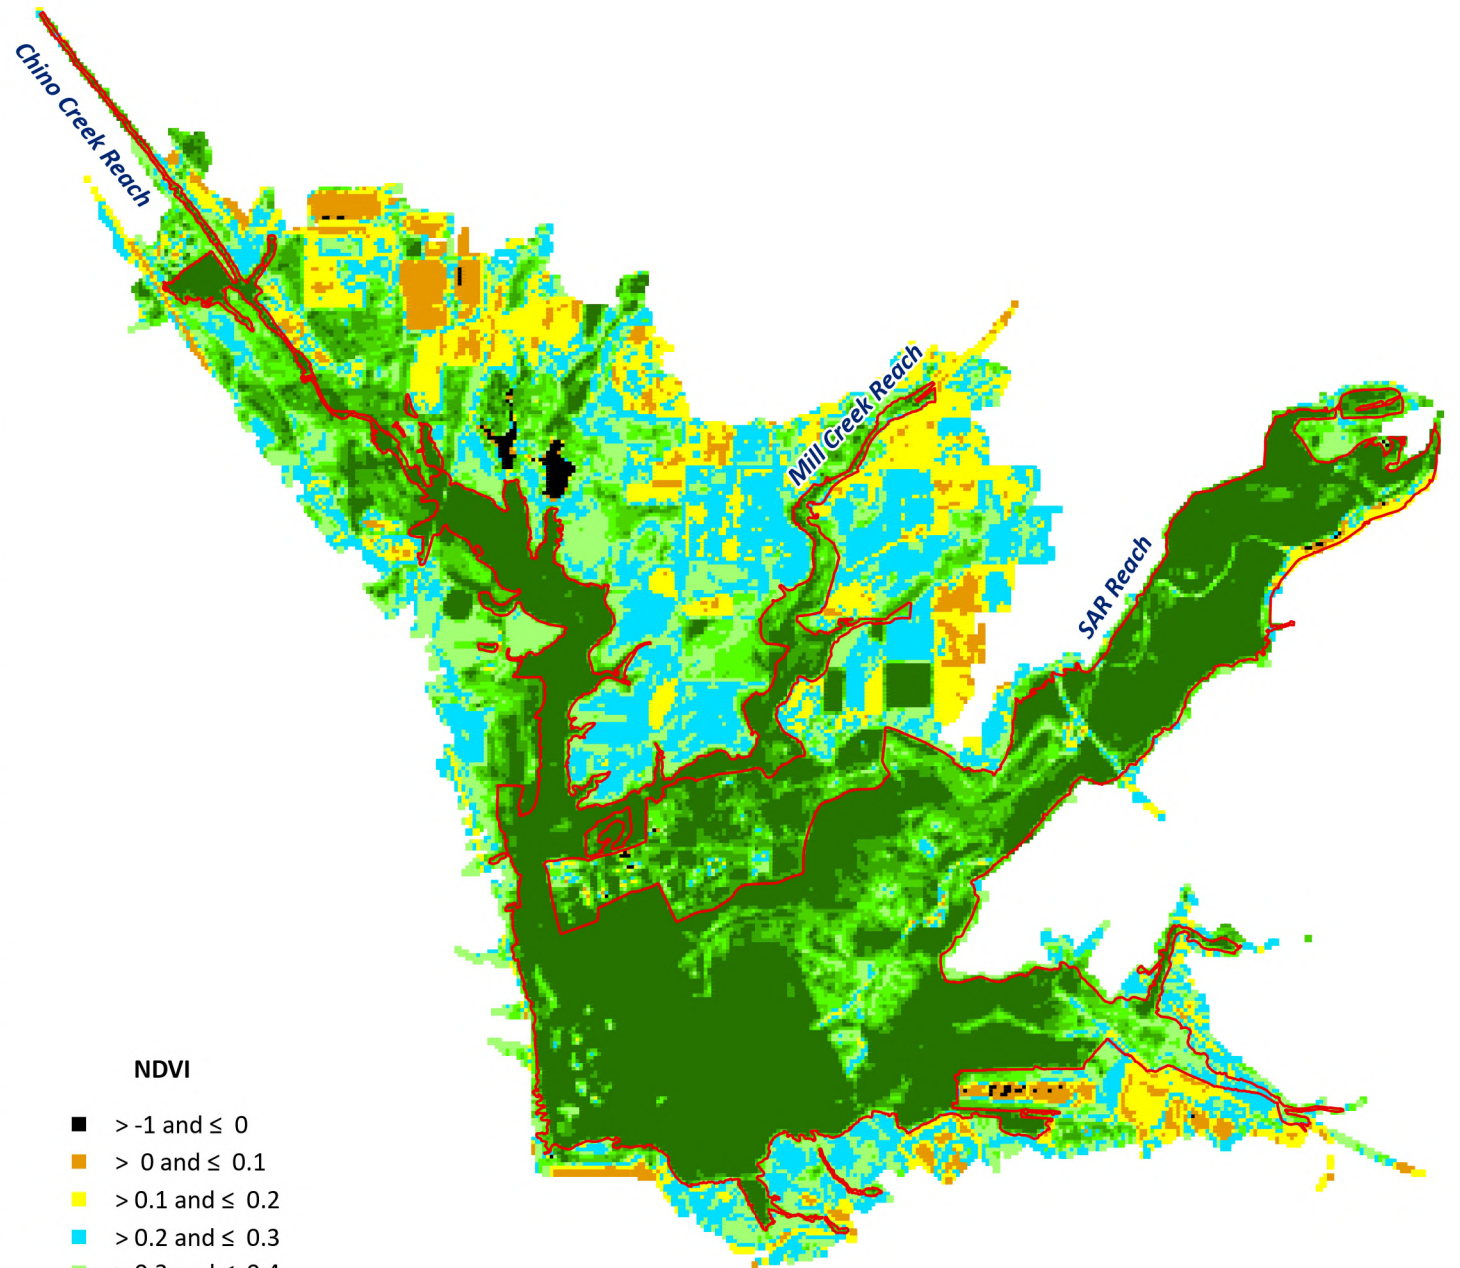 Chino Creek Reach
Mill Creek Reach
SAR Reach
NDVI
> -1 and ≤ 0
> 0 and ≤ 0.1
> 0.1 and ≤ 0.2
> 0.2 and ≤ 0.3